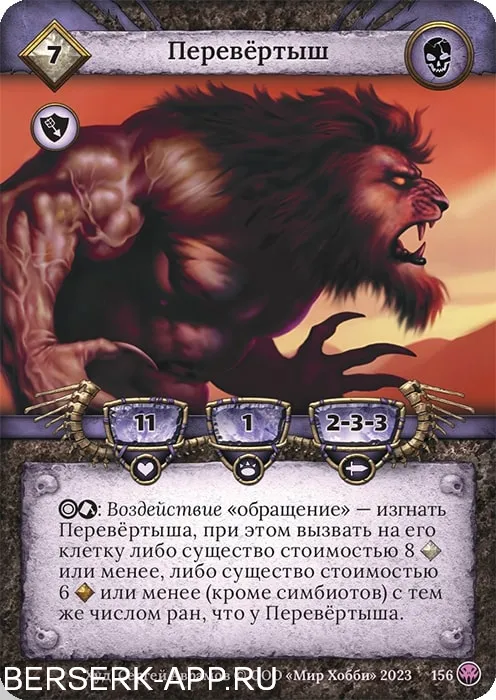 7
Перевёртыш
11
1
2-3-3
: Воздействие «обращение» — изгнать
Перевёртыша, при этом вызвать на его
клетку либо существо стоимостью 8
или менее, либо существо стоимостью
6 или менее (кроме симбиотов) с тем
же числом ран, что у Перевёртыша.
«Мир Хобби» 2023
156
BERSERK-APP.RU